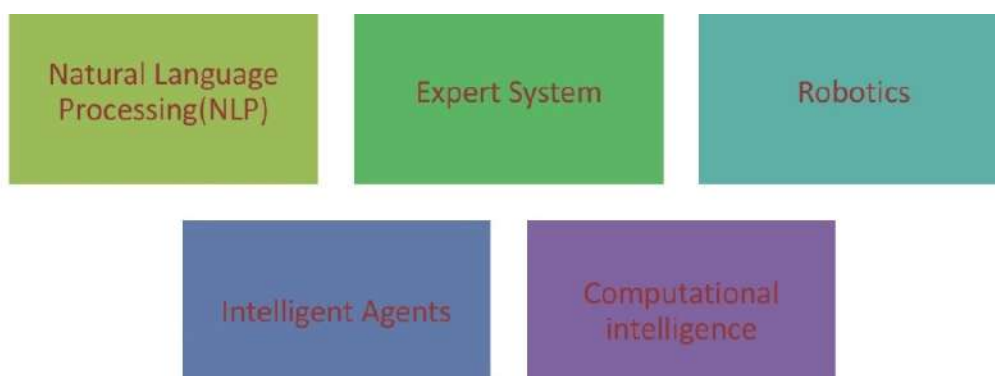 Natural Language
Processing(NLP)
Expert System
Robotics
Intelligent Agents
Computational
intelligence